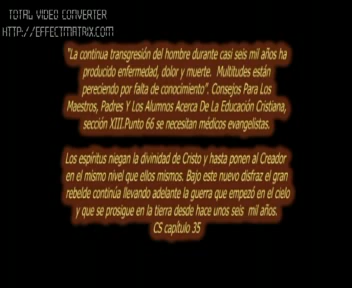 TOTAL VIDEO CONVERTER
HTTP://EFFECTMATRIX.COM
"La continua transgresión del hombre durante casi seis mil años ha
producido enfermedad, dolor y muerte. Multitudes están
pereciendo por falta de conocimiento". Consejos Para Los
Maestros, Padres Y Los Alumnos Acerca De La Educación Cristiana,
sección XIII.Punto 66 se necesitan médicos evangelistas.
Los espíritus niegan la divinidad de Cristo y hasta ponen al Creador
en el mismo nivel que ellos mismos. Bajo este nuevo disfraz el gran
rebelde continúa llevando adelante la guerra que empezó en el cielo
y que se prosigue en la tierra desde hace unos seis mil años.
CS capítulo 35